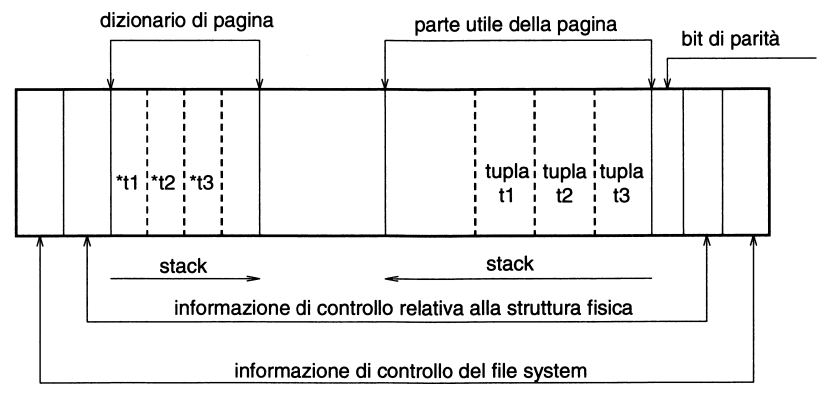 dizionario di pagina
parte utile della pagina
bit di parità
*t1 *t2 *t3
tupla tupla tupla
t1 t2 t3
stack
stack
informazione di controllo relativa alla struttura fisica
informazione di controllo del file system